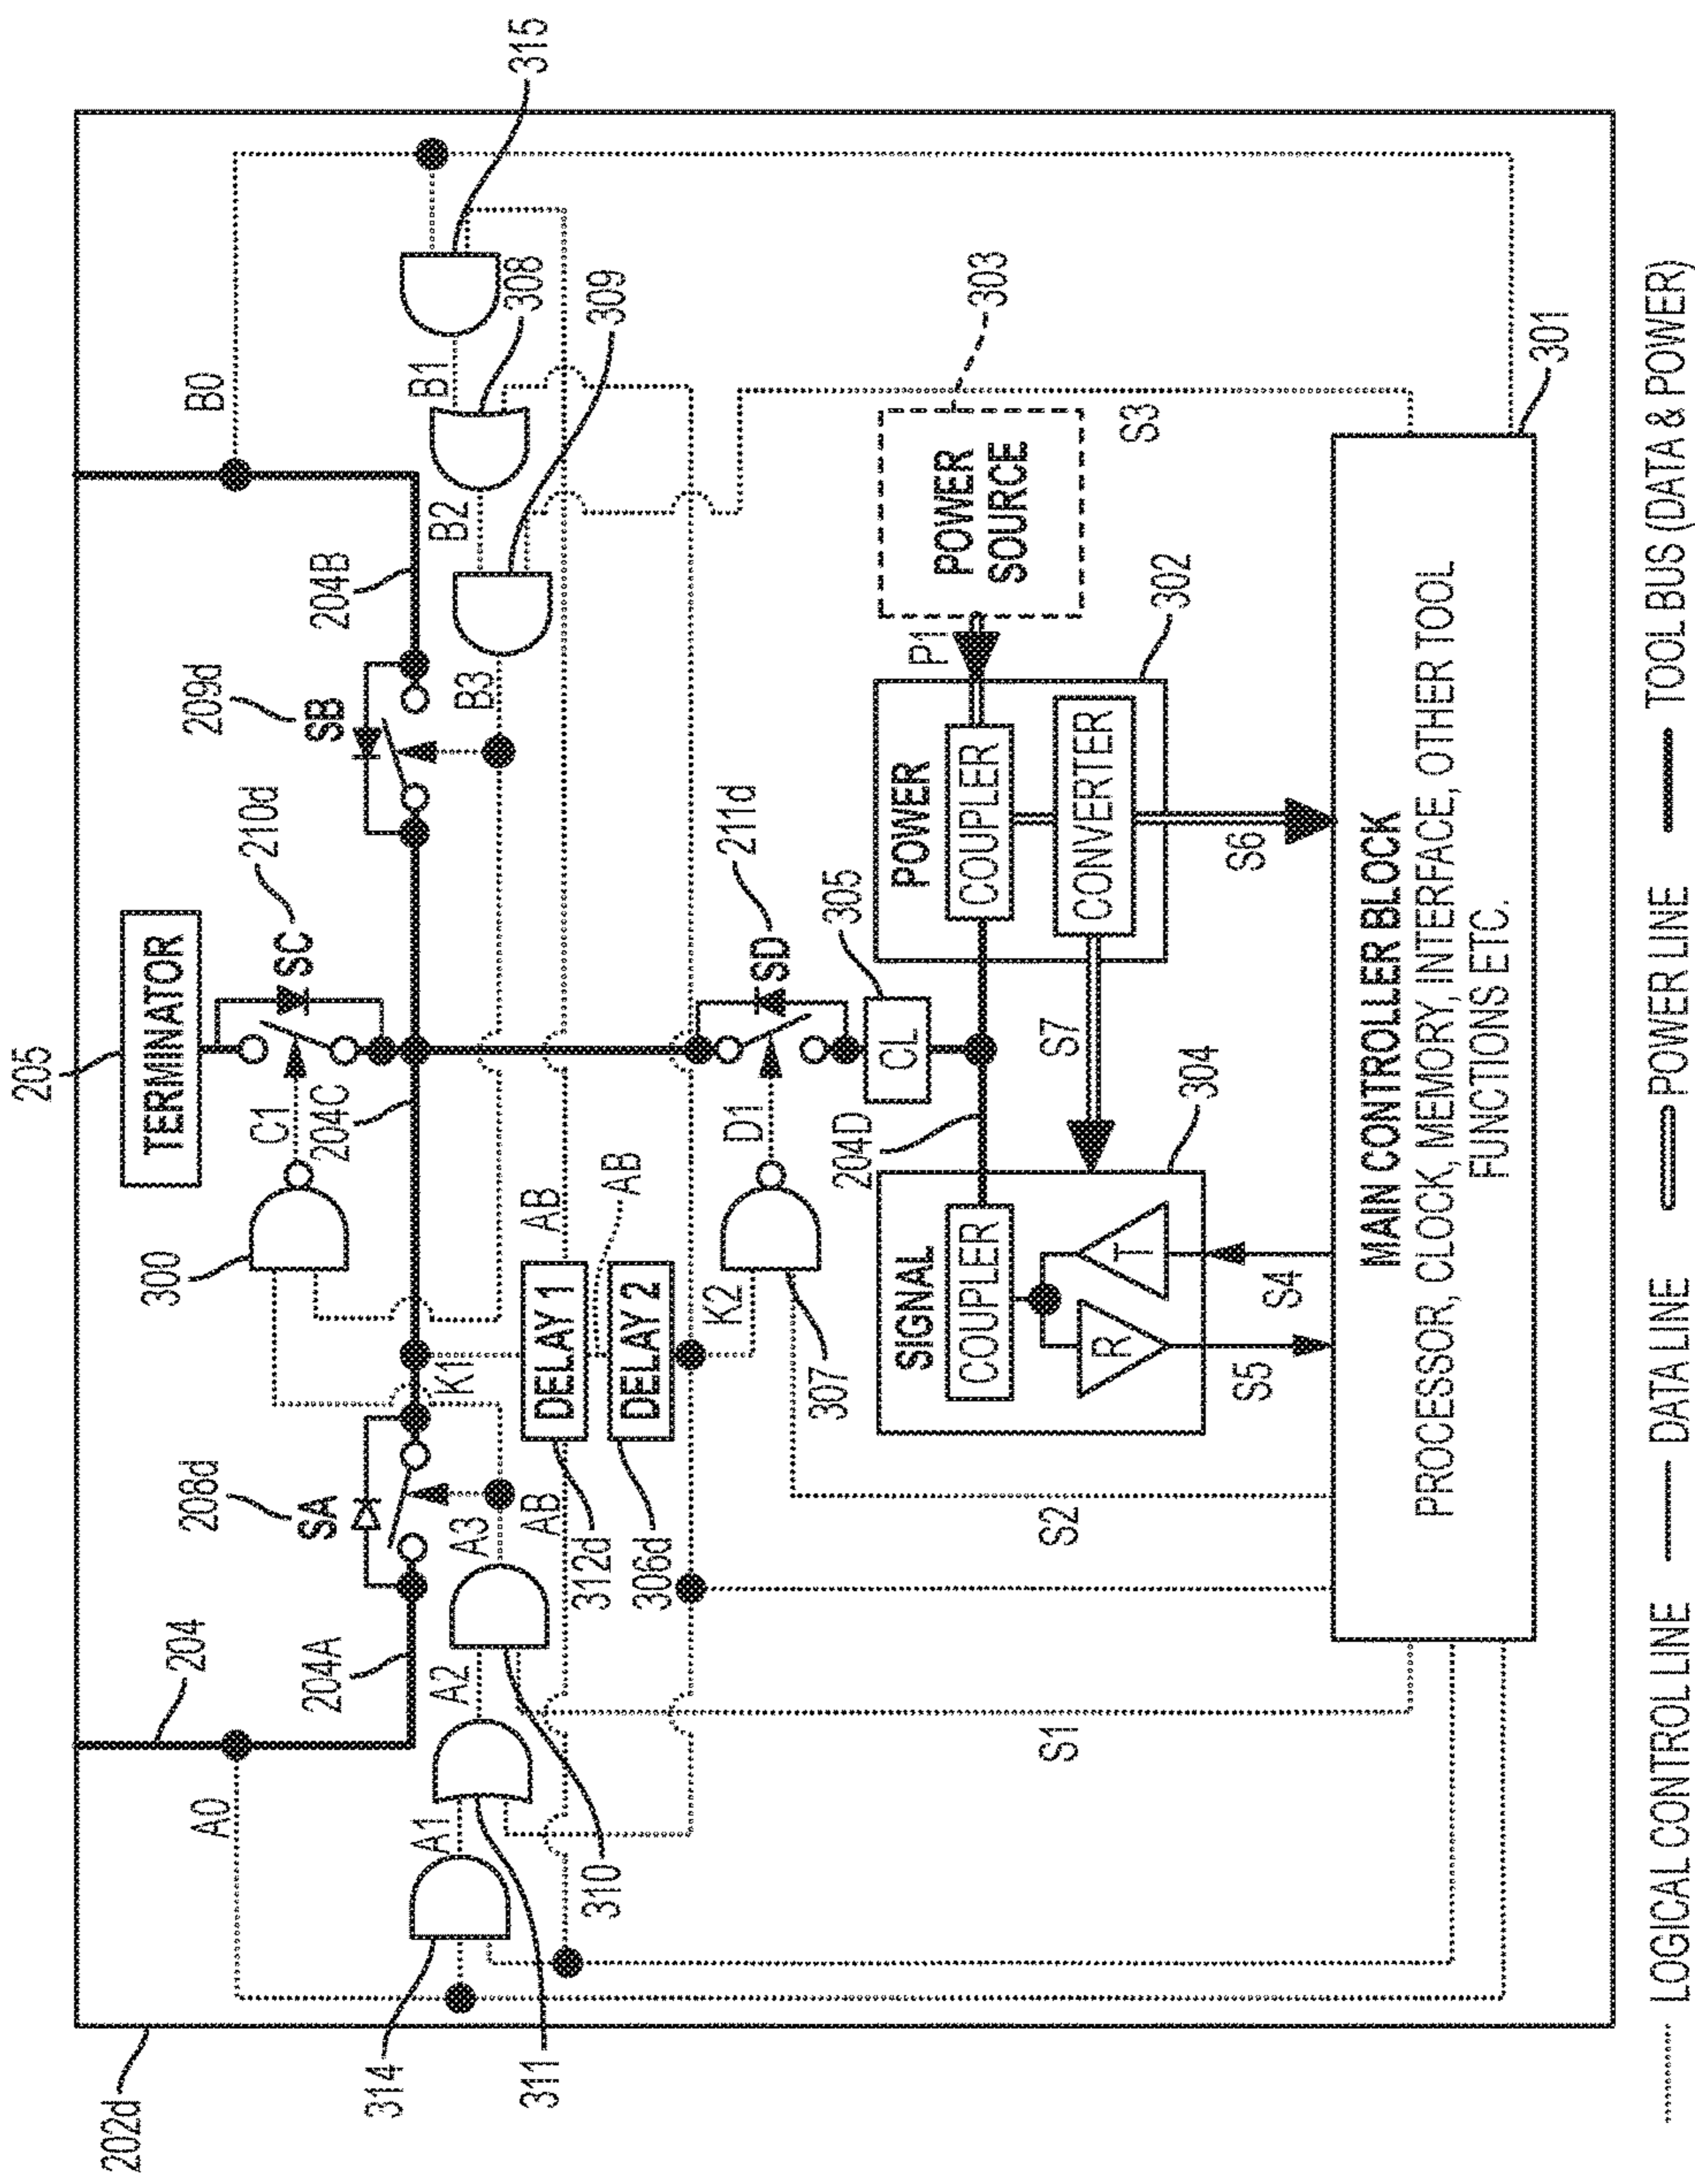 202d
205
TERMINATOR
300
C1
210d
SC
204C
A0
204
204A
208d
SA
K1
209d
SB
204B
B0
314
A1
311
A2
310
A3
AB
312d
DELAY 1
AB
306d
DELAY 2
AB
K2
307
D1
211d
SD
305
CL
B3
309
B2
308
B1
315
204D
SIGNAL
COUPLER
R
T
304
S7
POWER
COUPLER
CONVERTER
302
P1
POWER
SOURCE
303
S1
S2
S5
S4
S6
S3
301
MAIN CONTROLLER BLOCK
PROCESSOR, CLOCK, MEMORY, INTERFACE, OTHER TOOL
FUNCTIONS ETC.
LOGICAL CONTROL LINE
DATA LINE
POWER LINE
TOOL BUS (DATA & POWER)